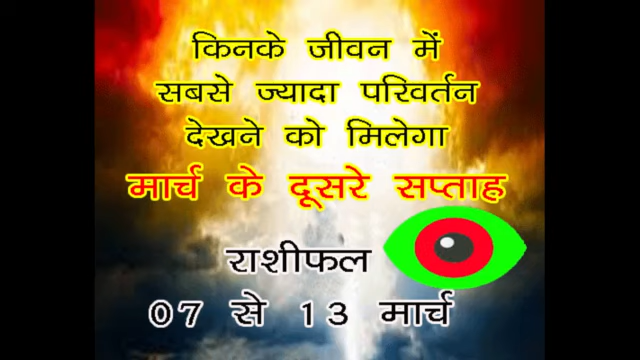 किनके जीवन में
सबसे ज्यादा परिवर्तन
देखने को मिलेगा
मार्च के दूसरे सप्ताह
राशीफल
07 से 13 मार्च